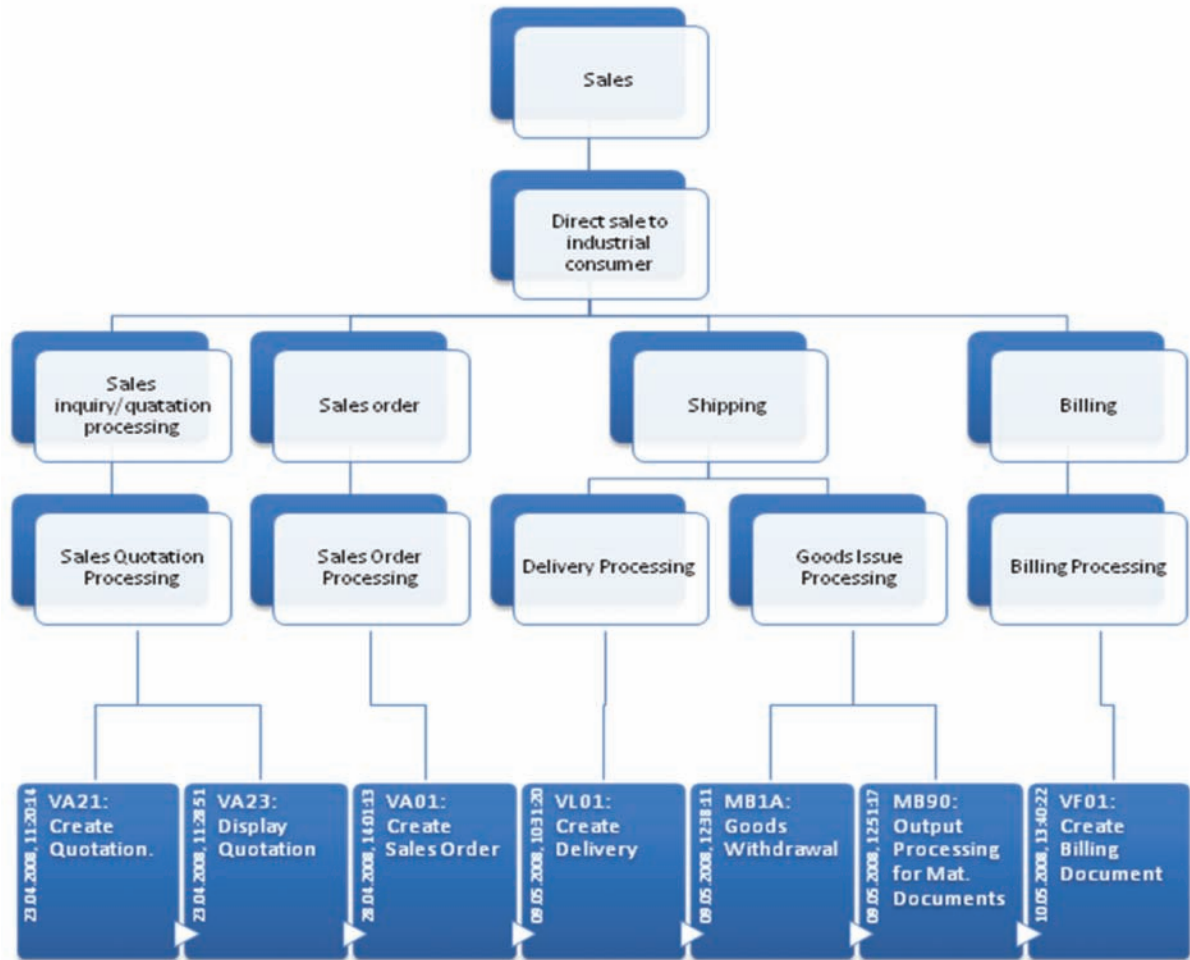 Sales
Direct sale to
industrial
consumer
Sales
inquiry/quatation
processing
Sales order
Shipping
Billing
Sales Quotation
Processing
Sales Order
Processing
Delivery Processing
Goods Issue
Processing
Billing Processing
23.04.2008, 11:20:14
VA21:
Create
Quotation.
23.04.2008, 11:28:51
VA23:
Display
Quotation
28.04.2008, 14:01:13
VA01:
Create
Sales Order
09.05.2008, 10:31:20
VL01:
Create
Delivery
09.05.2008, 12:38:11
MB1A:
Goods
Withdrawal
09.05.2008, 12:51:17
MB90:
Output
Processing
for Mat.
Documents
10.05.2008, 13:40:22
VF01:
Create
Billing
Document